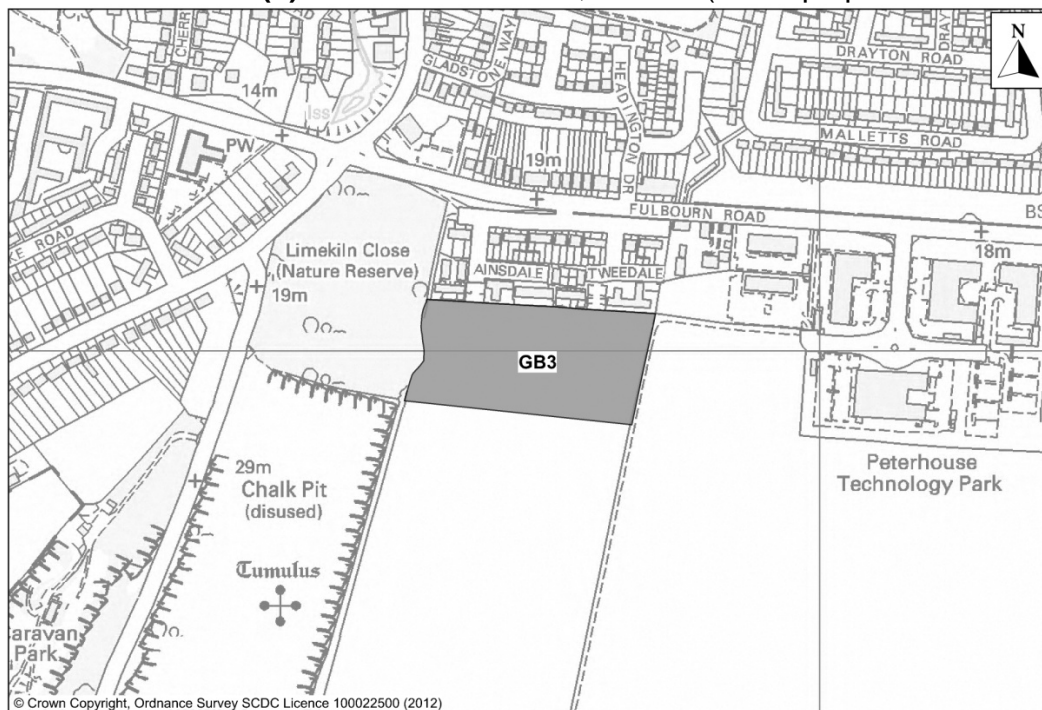 N
CHERRY
14m
GLADSTONE WAY
HEADINGTON DR
DRAYTON ROAD
DRAY
MALLETTS ROAD
PW
19m
FULBOURN ROAD
18m
Limekiln Close
(Nature Reserve)
AINSDALE
TWEEDALE
19m
GB3
29m
Chalk Pit
(disused)
Tumulus
Peterhouse
Technology Park
Caravan
Park
© Crown Copyright, Ordnance Survey SCDC Licence 100022500 (2012)